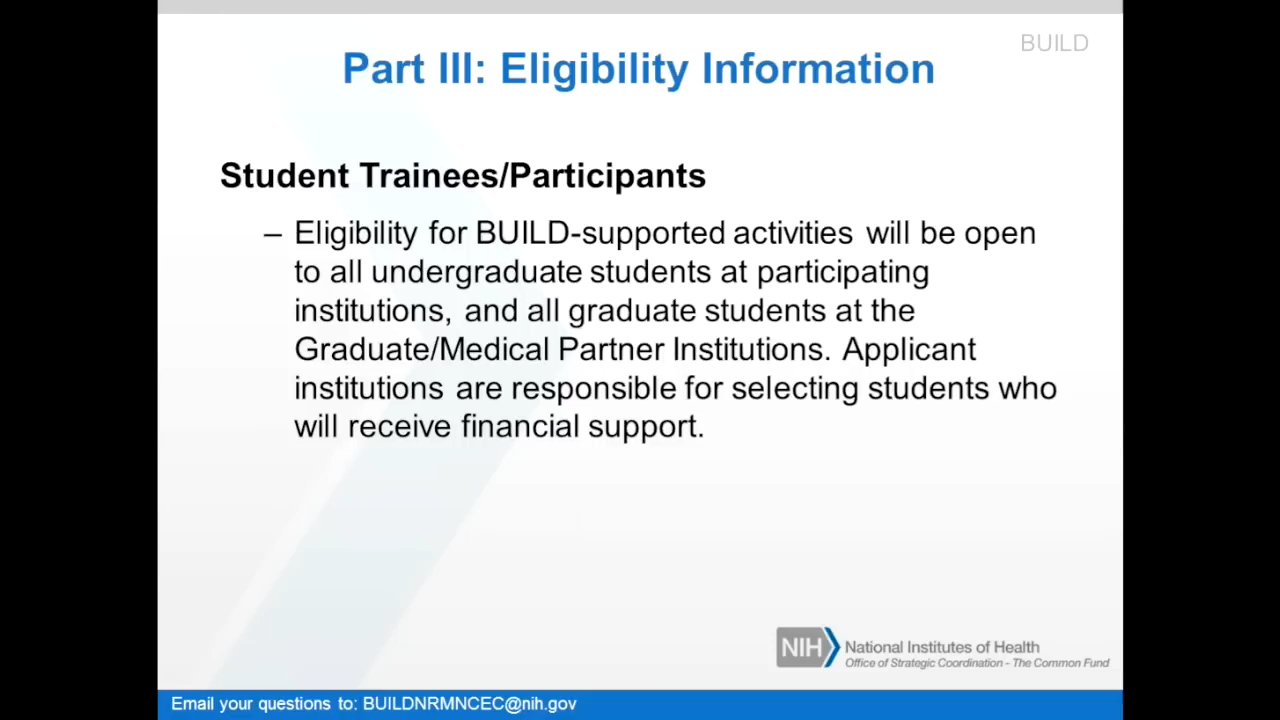 BUILD
Part III: Eligibility Information
Student Trainees/Participants
– Eligibility for BUILD-supported activities will be open
to all undergraduate students at participating
institutions, and all graduate students at the
Graduate/Medical Partner Institutions. Applicant
institutions are responsible for selecting students who
will receive financial support.
NIH National Institutes of Health
Office of Strategic Coordination - The Common Fund
Email your questions to: BUILDNRMNCEC@nih.gov